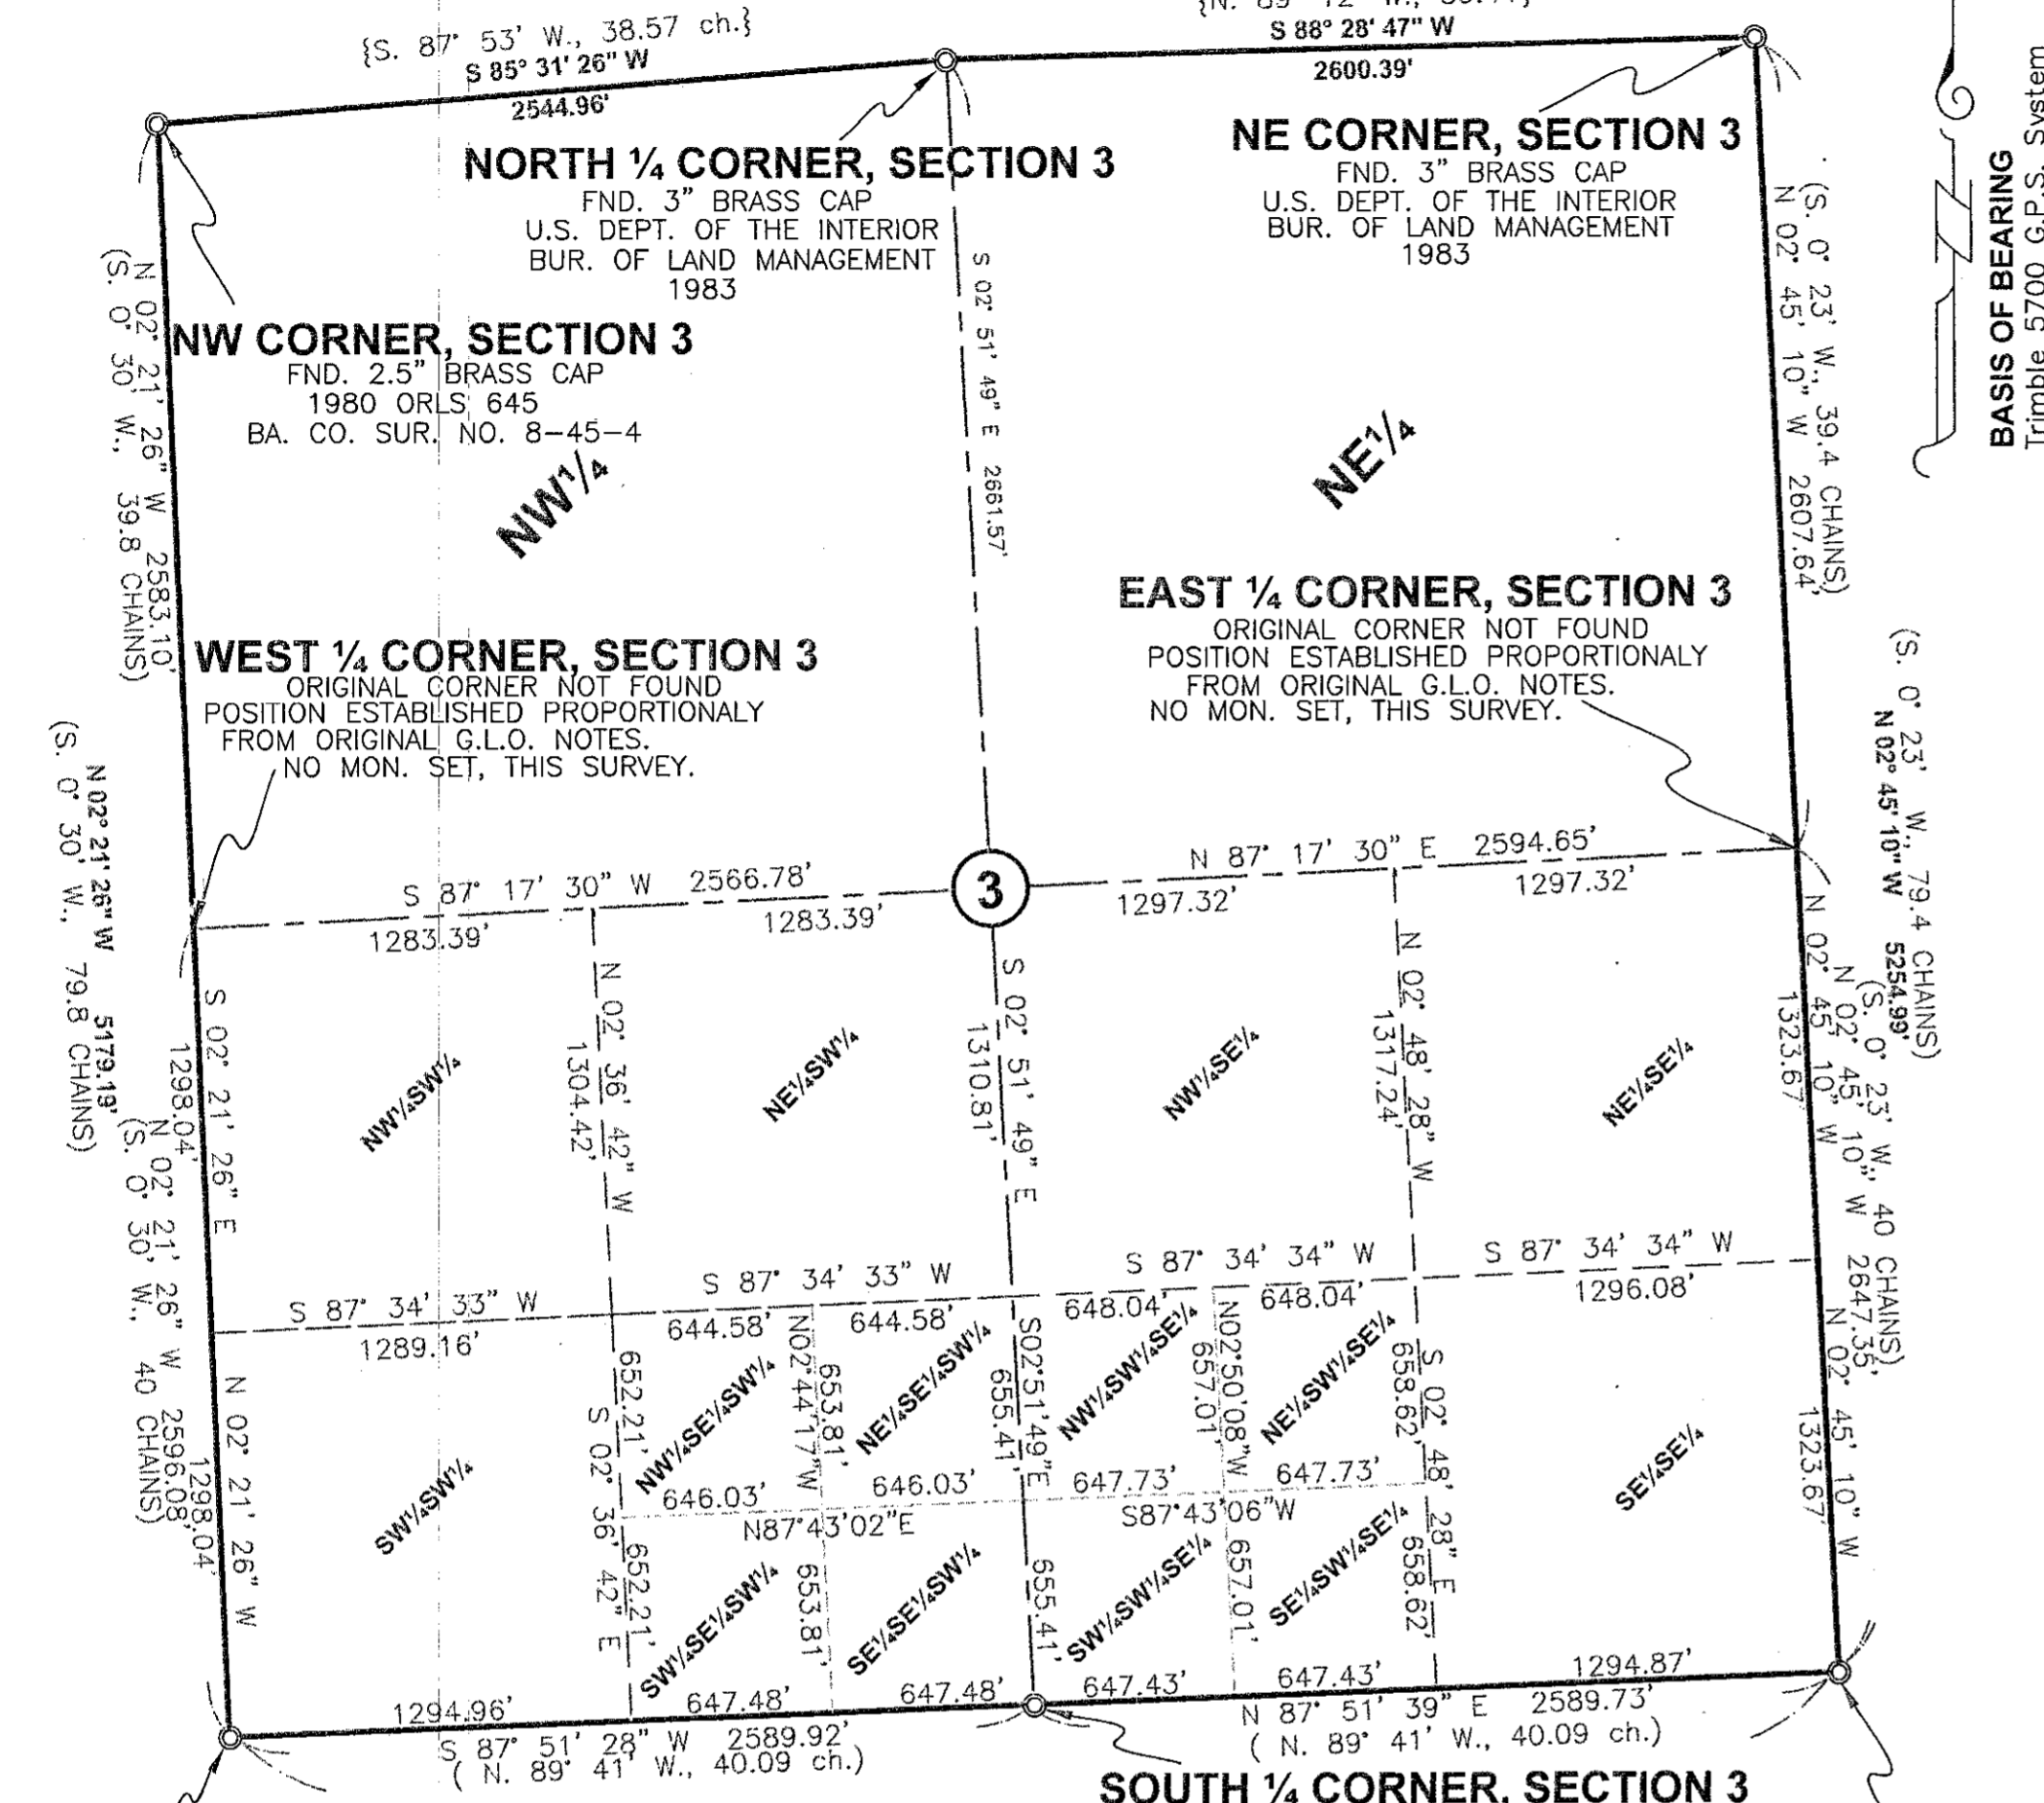 {S. 87° 53' W., 38.57 ch.}
S 85° 31' 26" W
2544.96'
S 88° 28' 47" W
2600.39'
NORTH ¼ CORNER, SECTION 3
FND. 3" BRASS CAP
U.S. DEPT. OF THE INTERIOR
BUR. OF LAND MANAGEMENT
1983
NE CORNER, SECTION 3
FND. 3" BRASS CAP
U.S. DEPT. OF THE INTERIOR
BUR. OF LAND MANAGEMENT
1983
BASIS OF BEARING
Trimble 5700 G.P.S. System
NW CORNER, SECTION 3
FND. 2.5" BRASS CAP
1980 ORLS 645
BA. CO. SUR. NO. 8-45-4
N 02° 21' 26" W 2583.10'
(S. 0° 30' W., 39.8 CHAINS)
S 02° 51' 49" E 2661.57'
(S. 0° 23' W., 39.4 CHAINS)
N 02° 45' 10" W 2607.64'
NW¼
NE¼
WEST ¼ CORNER, SECTION 3
ORIGINAL CORNER NOT FOUND
POSITION ESTABLISHED PROPORTIONALY
FROM ORIGINAL G.L.O. NOTES.
NO MON. SET, THIS SURVEY.
EAST ¼ CORNER, SECTION 3
ORIGINAL CORNER NOT FOUND
POSITION ESTABLISHED PROPORTIONALY
FROM ORIGINAL G.L.O. NOTES.
NO MON. SET, THIS SURVEY.
N 02° 21' 26" W 5179.19'
(S. 0° 30' W., 79.8 CHAINS)
(S. 0° 23' W., 79.4 CHAINS)
N 02° 45' 10" W 5254.99'
S 87° 17' 30" W 2566.78'
1283.39'
1283.39'
3
N 87° 17' 30" E 2594.65'
1297.32'
1297.32'
S 02° 21' 26" E
1298.04'
N 02° 36' 42" W
1304.42'
S 02° 51' 49" E
1310.81'
N 02° 48' 28" W
1317.24'
N 02° 45' 10" W
1323.67'
NW¼SW¼
NE¼SW¼
NW¼SE¼
NE¼SE¼
N 02° 21' 26" W 2596.08'
(S. 0° 30' W., 40 CHAINS)
(S. 0° 23' W., 40 CHAINS)
N 02° 45' 10" W 2647.35'
S 87° 34' 33" W
1289.16'
S 87° 34' 33" W
644.58'
644.58'
S 87° 34' 34" W
648.04'
648.04'
S 87° 34' 34" W
1296.08'
N 02° 21' 26" W
1298.04'
652.21'
S 02° 36' 42" E
652.21'
N02°44'17"W
653.81'
653.81'
S02°51'49"E
655.41'
655.41'
N02°50'08"W
657.01'
657.01'
S 02° 48' 28" E
658.62'
658.62'
N 02° 45' 10" W
1323.67'
SW¼SW¼
NW¼SE¼SW¼
NE¼SE¼SW¼
NW¼SW¼SE¼
NE¼SW¼SE¼
SE¼SE¼
646.03'
646.03'
N87°43'02"E
647.73'
647.73'
S87°43'06"W
SW¼SE¼SW¼
SE¼SE¼SW¼
SW¼SW¼SE¼
SE¼SW¼SE¼
1294.96'
647.48'
647.48'
647.43'
647.43'
1294.87'
S 87° 51' 28" W 2589.92'
( N. 89° 41' W., 40.09 ch.)
N 87° 51' 39" E 2589.73'
( N. 89° 41' W., 40.09 ch.)
SOUTH ¼ CORNER, SECTION 3